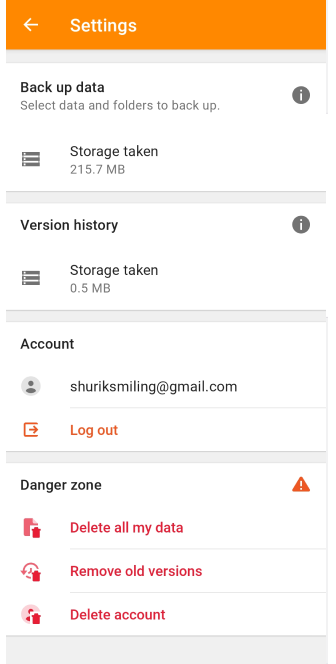 Settings
Back up data
Select data and folders to back up.
Storage taken
215.7 MB
Version history
Storage taken
0.5 MB
Account
shuriksmiling@gmail.com
Log out
Danger zone
Delete all my data
Remove old versions
Delete account